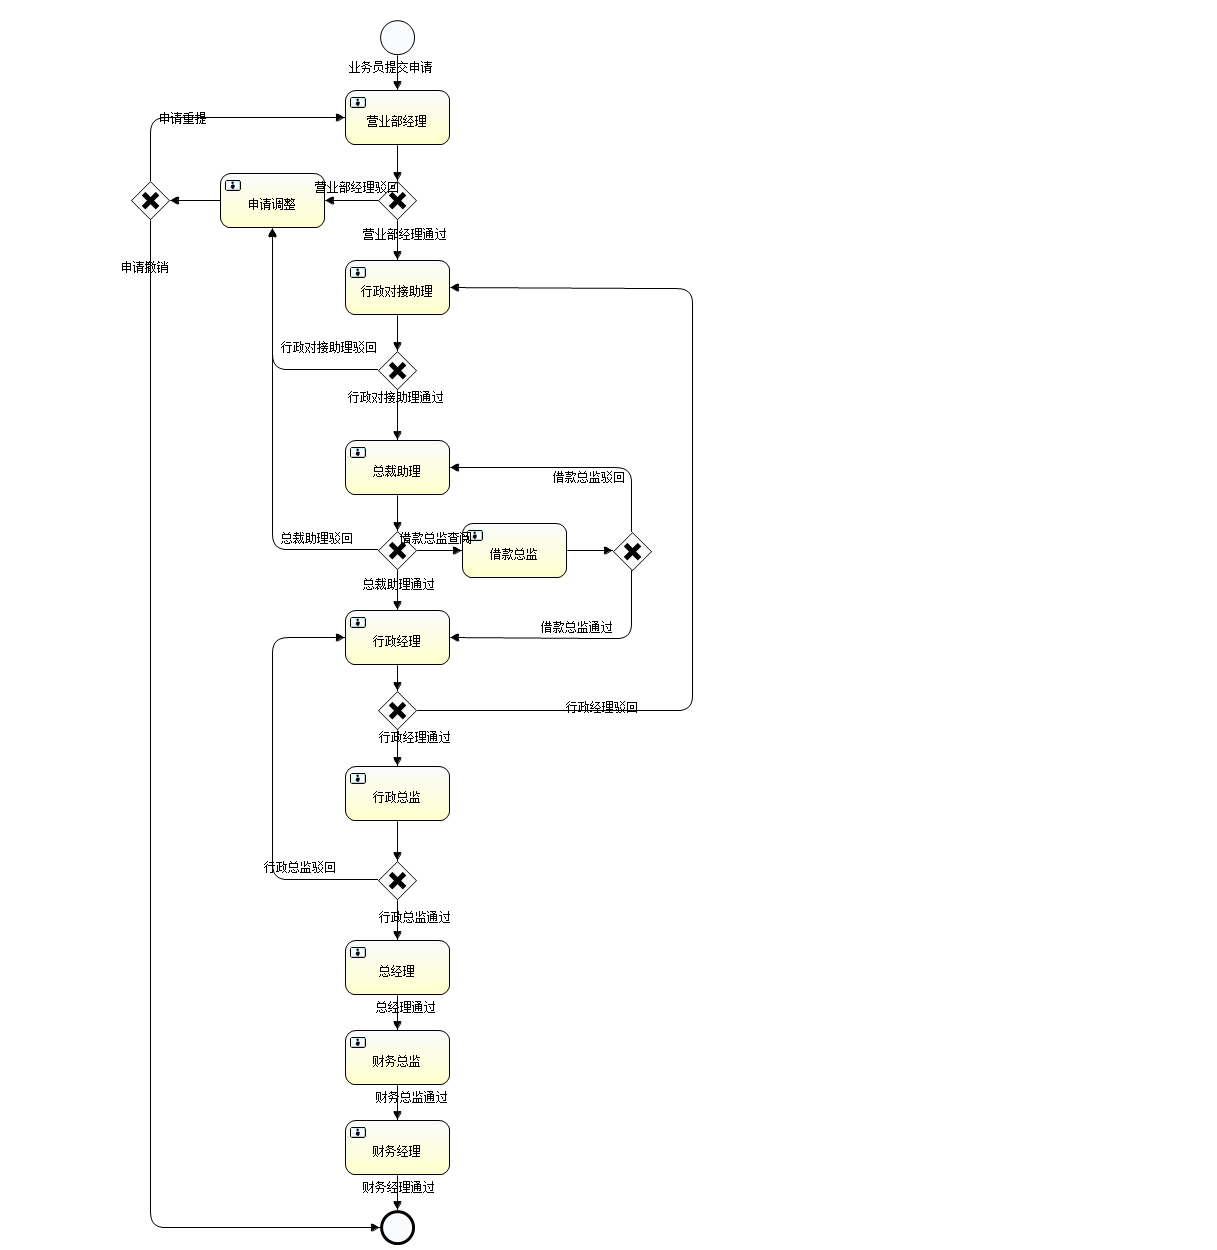 业务员提交申请
申请重提
营业部经理
营业部经理驳回
申请调整
营业部经理通过
申请撤销
行政对接助理
行政对接助理驳回
行政对接助理通过
总裁助理
借款总监驳回
总裁助理驳回
借款总监查阅
借款总监
总裁助理通过
借款总监通过
行政经理
行政经理驳回
行政经理通过
行政总监
行政总监驳回
行政总监通过
总经理
总经理通过
财务总监
财务总监通过
财务经理
财务经理通过